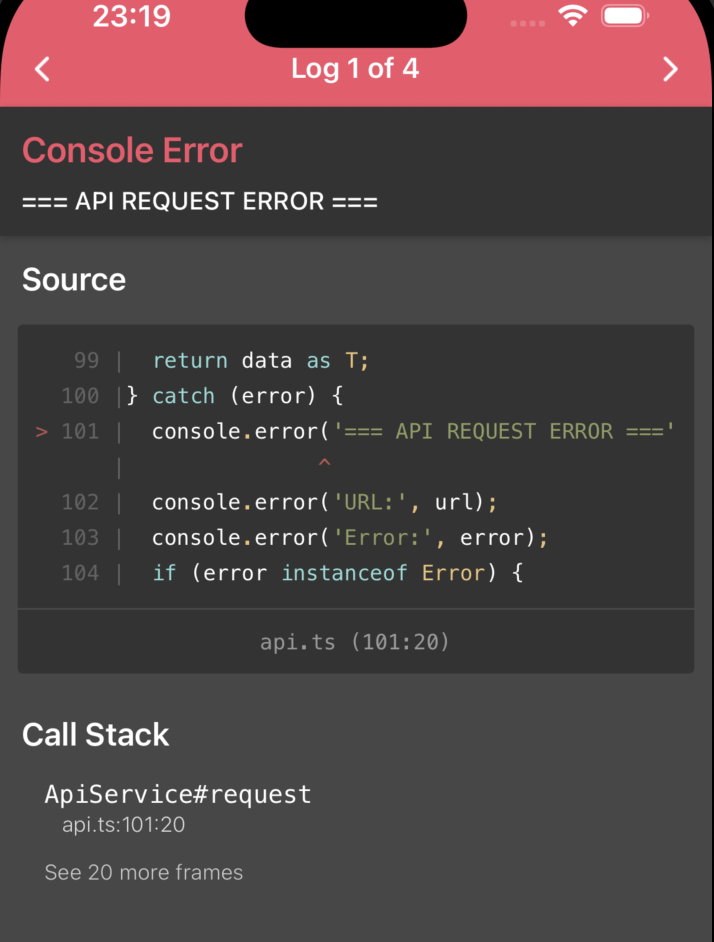 23:19
Log 1 of 4
Console Error
=== API REQUEST ERROR ===
Source
99 |   return data as T;
100 |} catch (error) {
> 101 |   console.error('=== API REQUEST ERROR ==='
|                ^
102 |   console.error('URL:', url);
103 |   console.error('Error:', error);
104 |   if (error instanceof Error) {
api.ts (101:20)
Call Stack
ApiService#request
api.ts:101:20
See 20 more frames